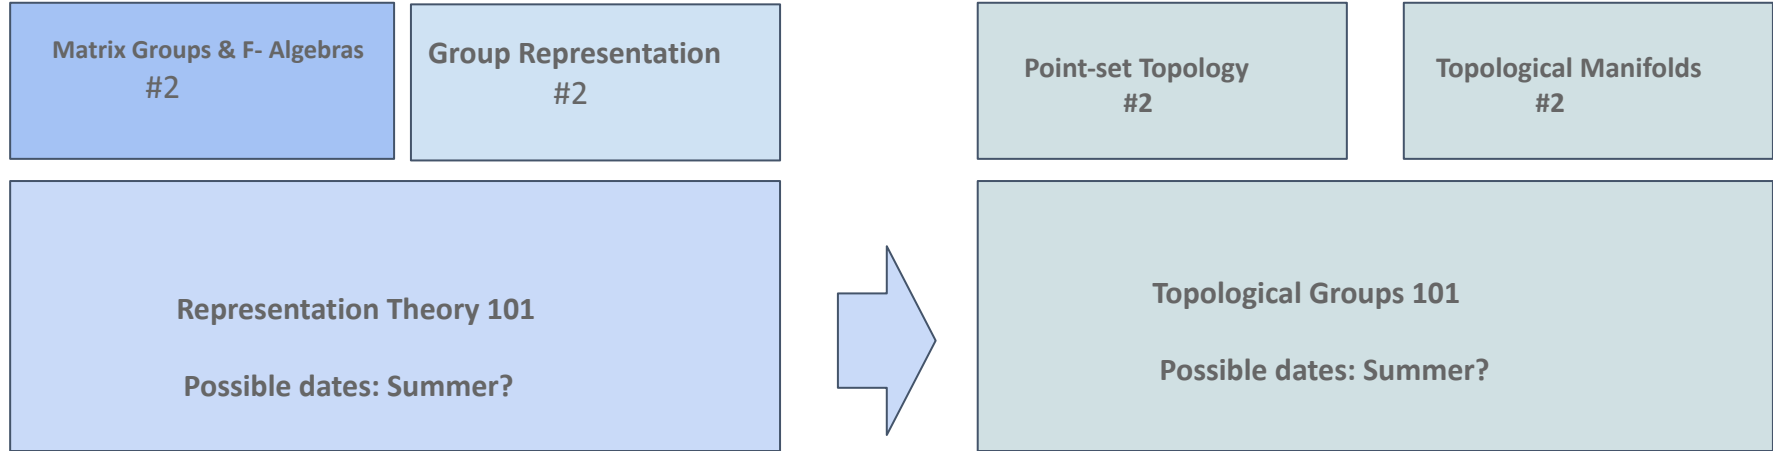 Matrix Groups & F- Algebras
#2
Group Representation
#2
Point-set Topology
#2
Topological Manifolds
#2
Representation Theory 101
Possible dates: Summer?
Topological Groups 101
Possible dates: Summer?